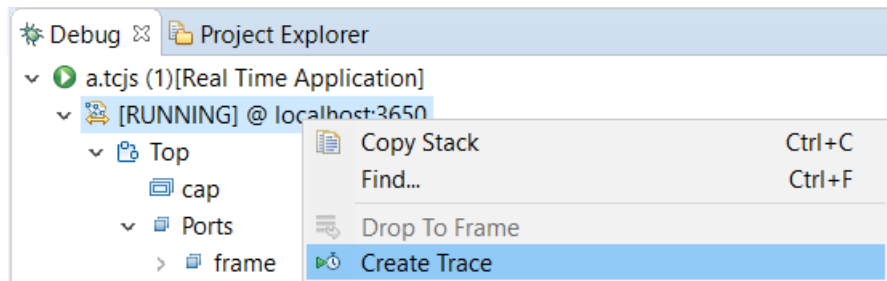 Debug Project Explorer
a.tcjs (1)[Real Time Application]
[RUNNING] @ localhost:3650
Copy Stack Ctrl+C
Top
Find... Ctrl+F
cap
Ports
Drop To Frame
frame
Create Trace